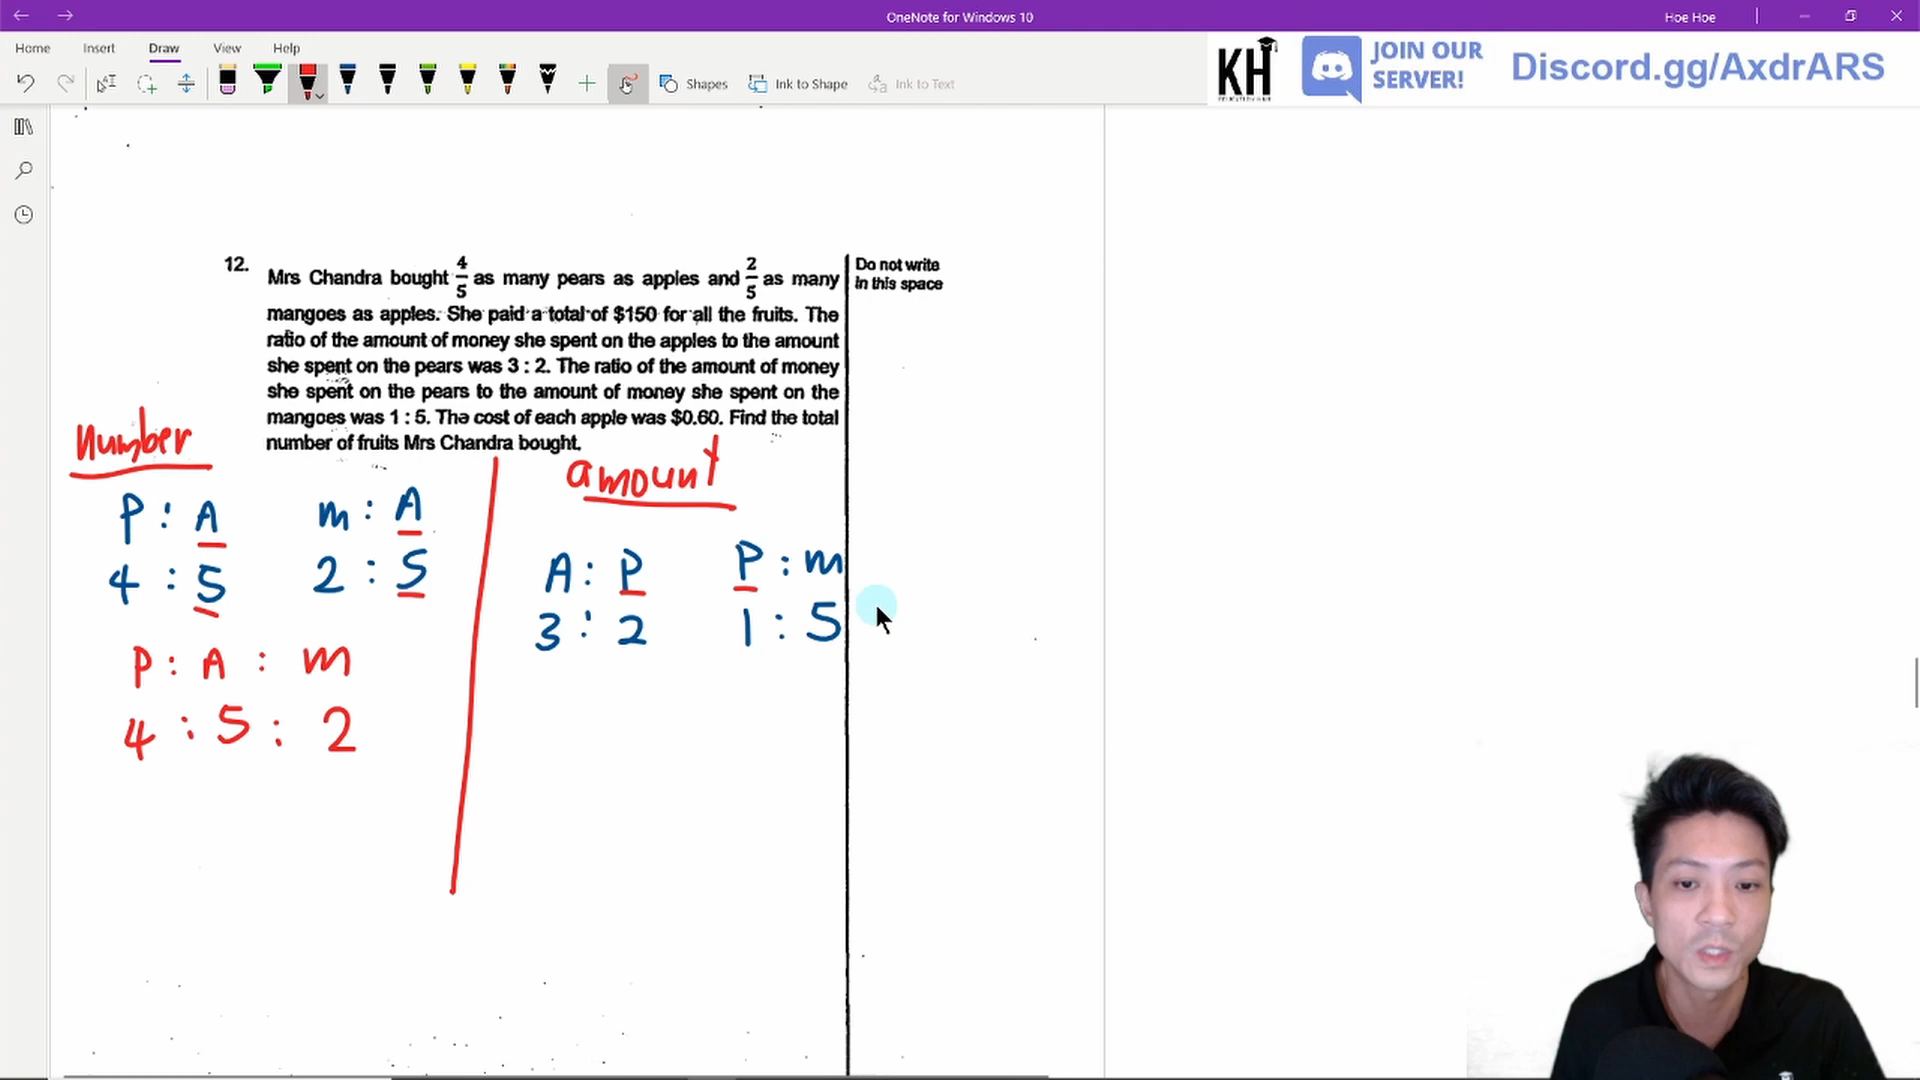 OneNote for Windows 10
Hoe Hoe
Home Insert Draw View Help
Shapes
Ink to Shape
Ink to Text
KH
JOIN OUR
SERVER!
Discord.gg/AxdrARS
12.
Mrs Chandra bought 4/5 as many pears as apples and 2/5 as many
mangoes as apples. She paid a total of $150 for all the fruits. The
ratio of the amount of money she spent on the apples to the amount
she spent on the pears was 3 : 2. The ratio of the amount of money
she spent on the pears to the amount of money she spent on the
mangoes was 1 : 5. The cost of each apple was $0.60. Find the total
number of fruits Mrs Chandra bought.
Do not write
in this space
Number
P : A
4 : 5
m : A
2 : 5
P : A : m
4 : 5 : 2
amount
A : P
3 : 2
P : m
1 : 5